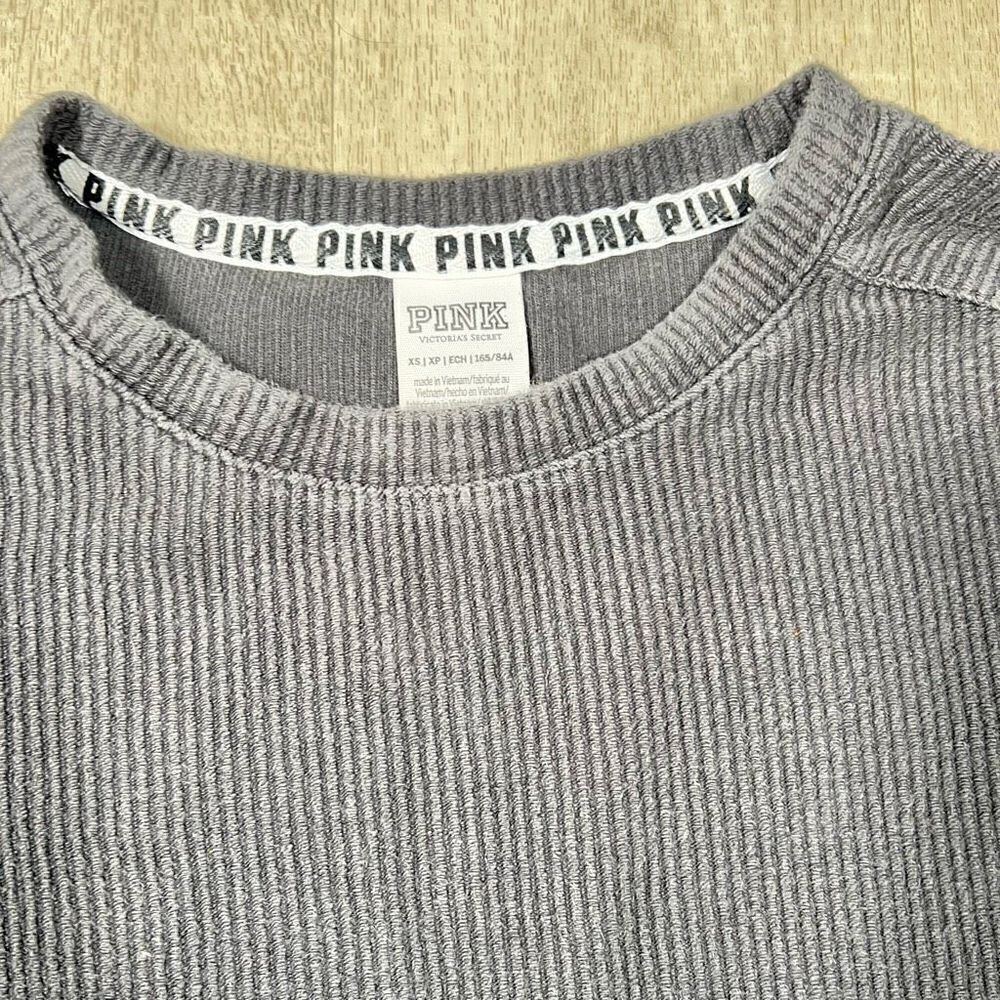 PINK PINK PINK PINK PINK PINK
PINK
VICTORIA'S SECRET
XS | XP | ECH | 165/84A
made in Vietnam/fabriqué au
Vietnam/hecho en Vietnam/